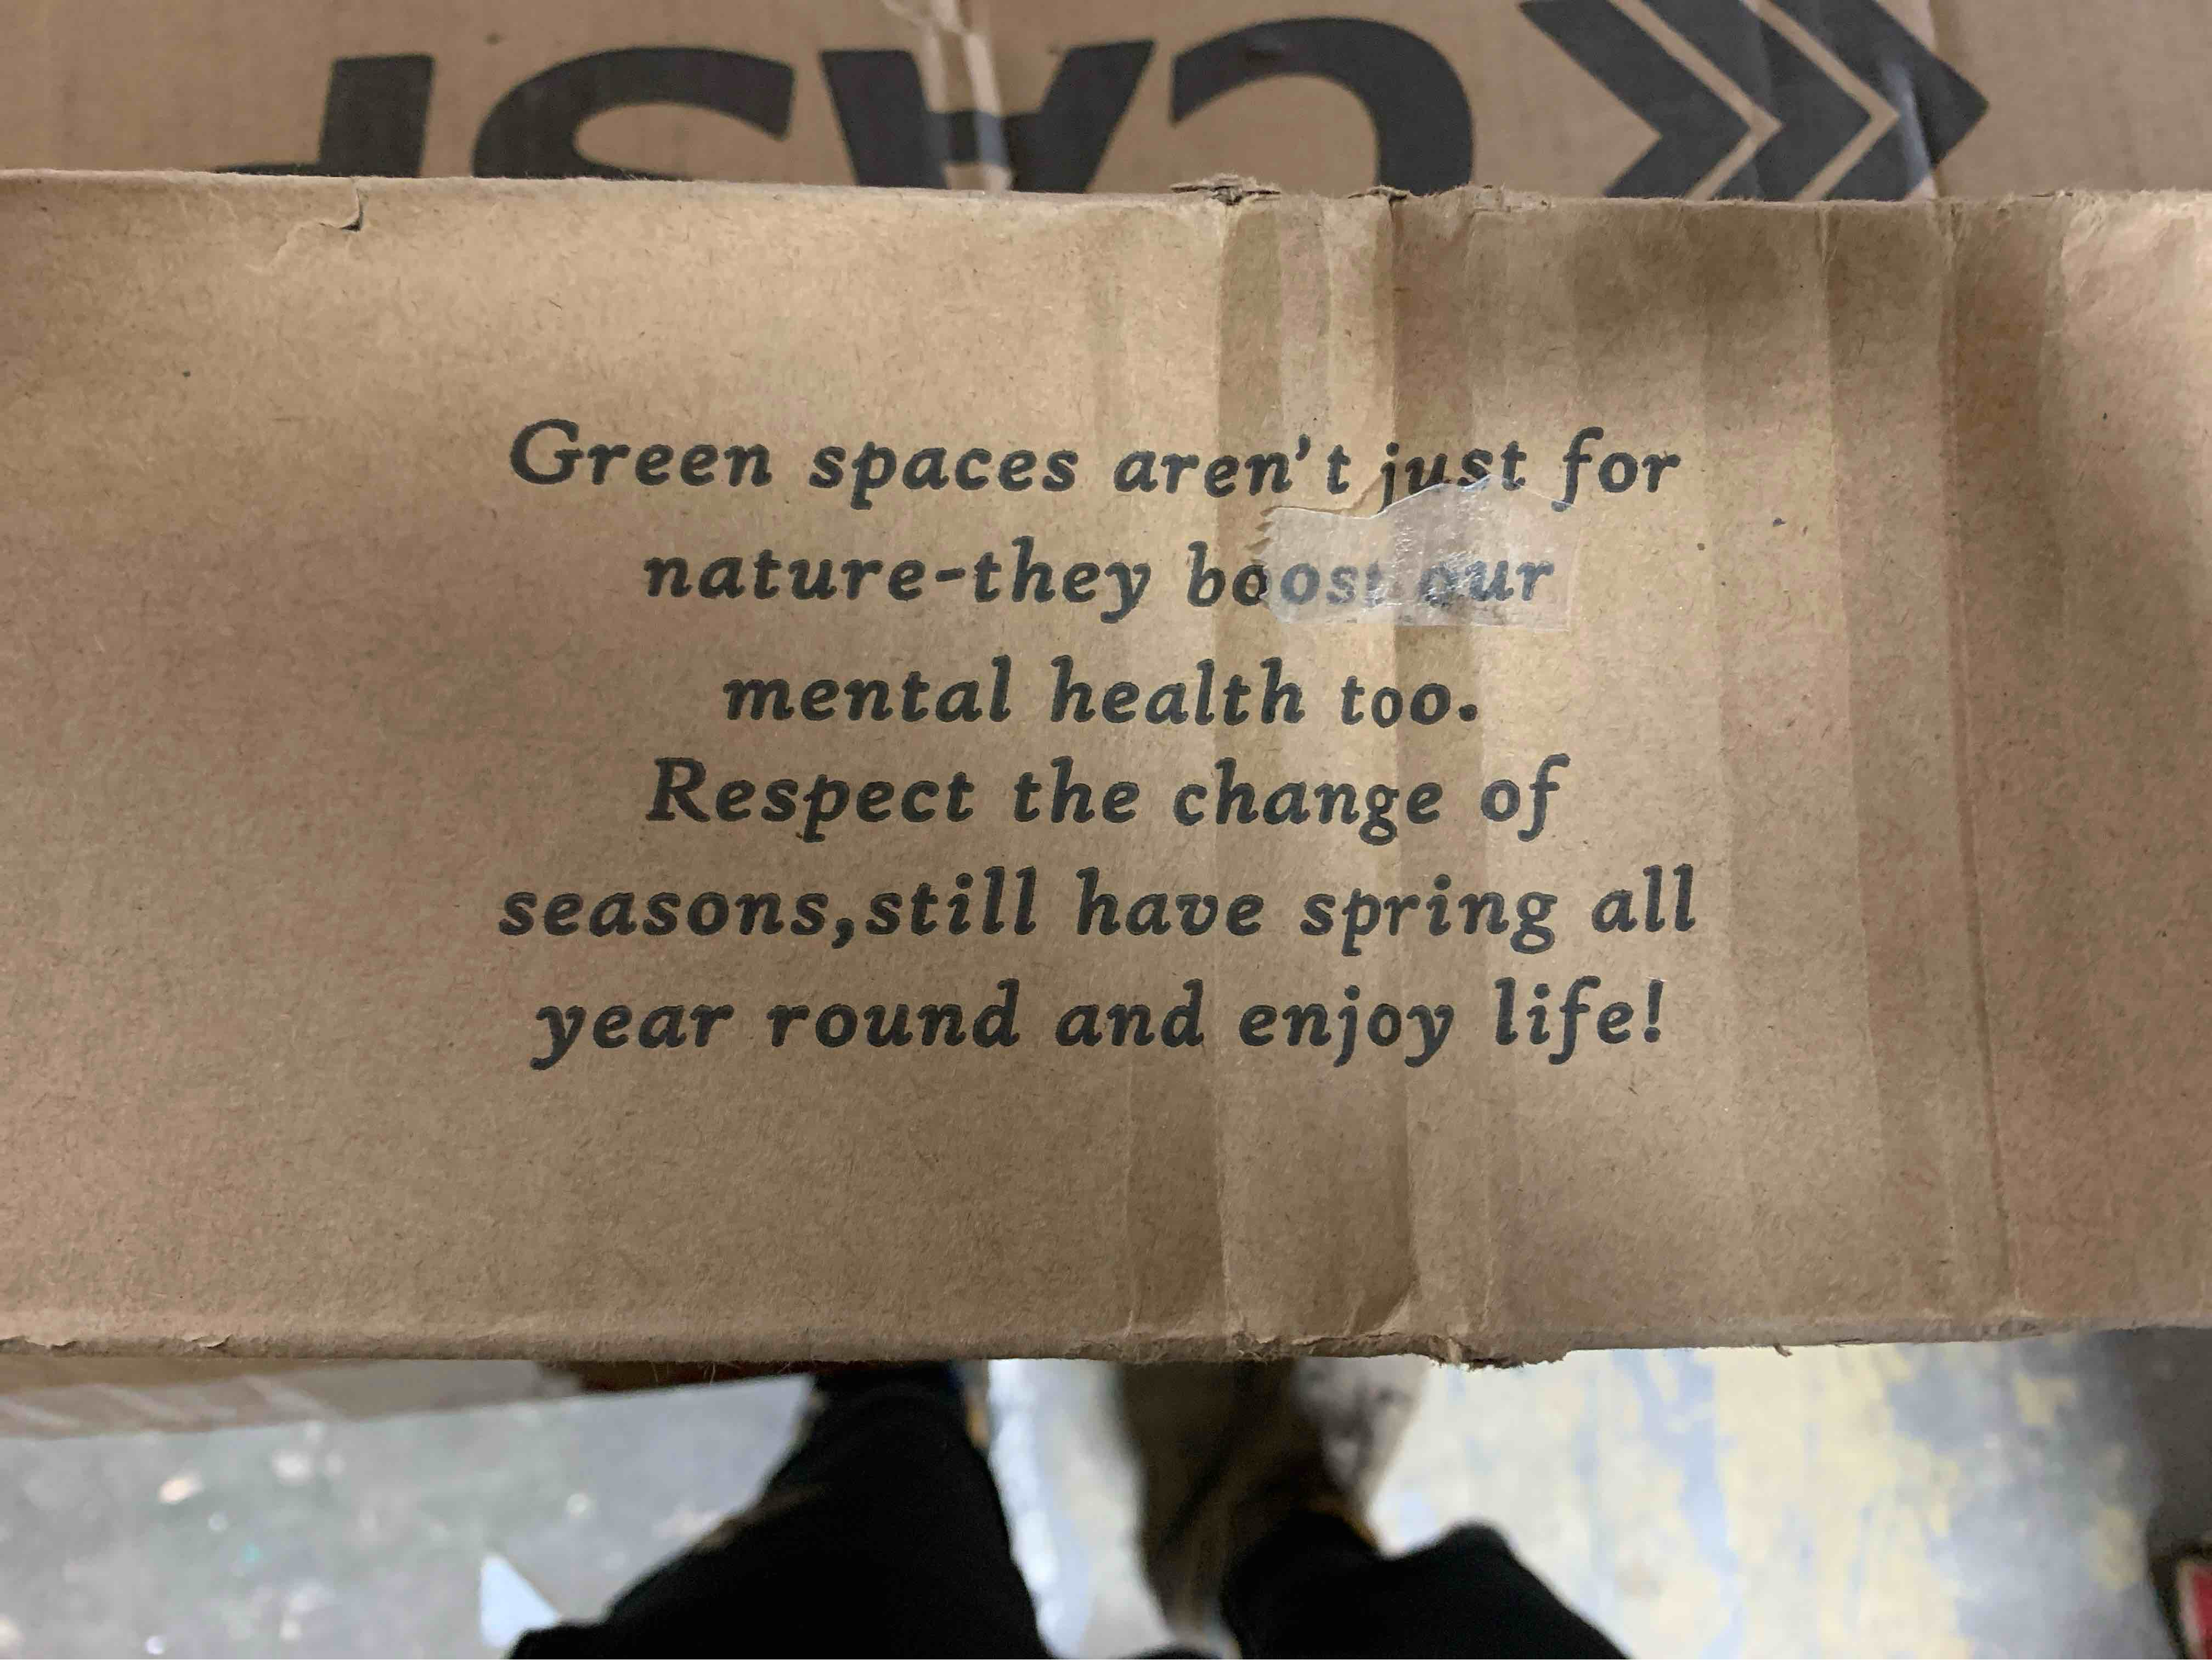 CASF
Green spaces aren't just for
nature-they boost our
mental health too.
Respect the change of
seasons,still have spring all
year round and enjoy life!